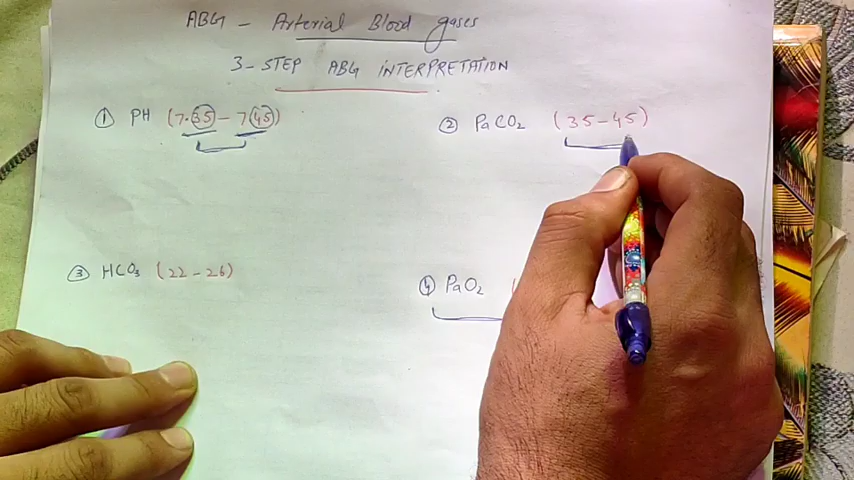 ABG - Arterial Blood gases
3-STEP ABG INTERPRETATION
① PH (7.35-7.45)
② PaCO₂ (35-45)
③ HCO₃ (22-26)
④ PaO₂ (